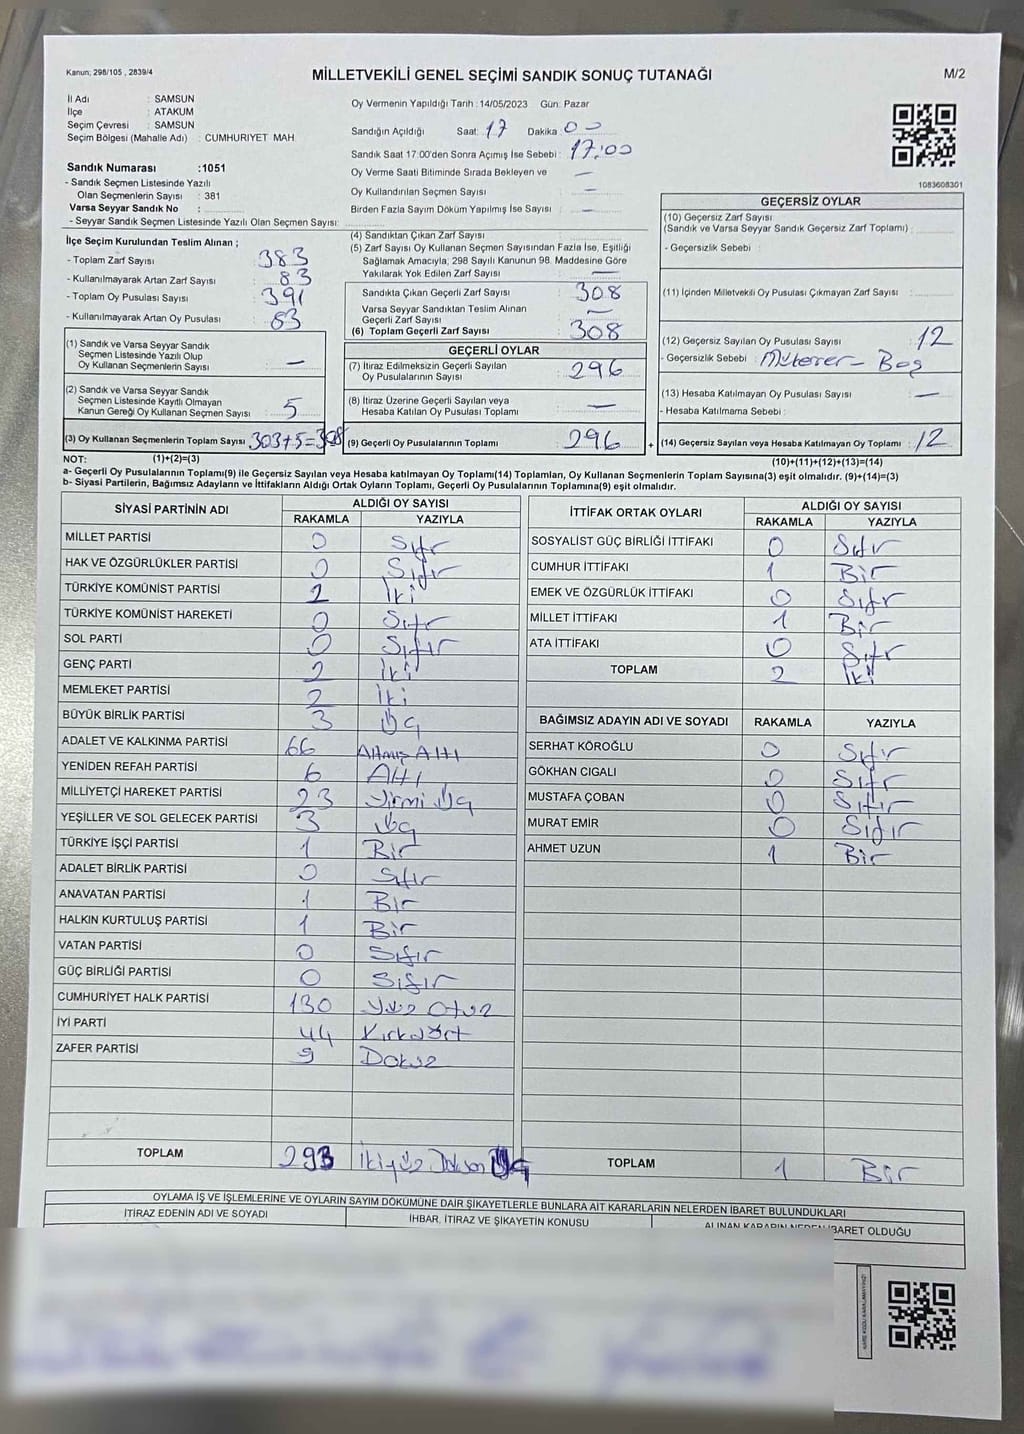 Kanun; 298/105 , 2839/4
MİLLETVEKİLİ GENEL SEÇİMİ SANDIK SONUÇ TUTANAĞI
M/2
İl Adı : SAMSUN
İlçe : ATAKUM
Seçim Çevresi : SAMSUN
Seçim Bölgesi (Mahalle Adı) : CUMHURIYET MAH.
Sandık Numarası :1051
- Sandık Seçmen Listesinde Yazılı
Olan Seçmenlerin Sayısı : 381
Varsa Seyyar Sandık No :
- Seyyar Sandık Seçmen Listesinde Yazılı Olan Seçmen Sayısı:
Oy Vermenin Yapıldığı Tarih :14/05/2023 Gün: Pazar
Sandığın Açıldığı Saat: 17 Dakika 00
Sandık Saat 17:00'den Sonra Açımış İse Sebebi : 17:00
Oy Verme Saati Bitiminde Sırada Bekleyen ve : —
Oy Kullandırılan Seçmen Sayısı : —
Birden Fazla Sayım Döküm Yapılmış İse Sayısı : —
1083608301
İlçe Seçim Kurulundan Teslim Alınan ;
- Toplam Zarf Sayısı : 383
- Kullanılmayarak Artan Zarf Sayısı : 83
- Toplam Oy Pusulası Sayısı : 391
- Kullanılmayarak Artan Oy Pusulası : 83
(1) Sandık ve Varsa Seyyar Sandık
Seçmen Listesinde Yazılı Olup
Oy Kullanan Seçmenlerin Sayısı : —
(2) Sandık ve Varsa Seyyar Sandık
Seçmen Listesinde Kayıtlı Olmayan
Kanun Gereği Oy Kullanan Seçmen Sayısı : 5
(3) Oy Kullanan Seçmenlerin Toplam Sayısı : 303+5=308
(4) Sandıktan Çıkan Zarf Sayısı :
(5) Zarf Sayısı Oy Kullanan Seçmen Sayısından Fazla İse, Eşitliği
Sağlamak Amacıyla, 298 Sayılı Kanunun 98. Maddesine Göre
Yakılarak Yok Edilen Zarf Sayısı : —
Sandıkta Çıkan Geçerli Zarf Sayısı : 308
Varsa Seyyar Sandıktan Teslim Alınan
Geçerli Zarf Sayısı : —
(6) Toplam Geçerli Zarf Sayısı : 308
GEÇERLİ OYLAR
(7) İtiraz Edilmeksizin Geçerli Sayılan
Oy Pusulalarının Sayısı : 296
(8) İtiraz Üzerine Geçerli Sayılan veya
Hesaba Katılan Oy Pusulası Toplamı : —
(9) Geçerli Oy Pusulalarının Toplamı : 296 +
GEÇERSİZ OYLAR
(10) Geçersiz Zarf Sayısı
(Sandık ve Varsa Seyyar Sandık Geçersiz Zarf Toplamı) :
- Geçersizlik Sebebi :
(11) İçinden Milletvekili Oy Pusulası Çıkmayan Zarf Sayısı :
(12) Geçersiz Sayılan Oy Pusulası Sayısı : 12
- Geçersizlik Sebebi : Müterer - Boş
(13) Hesaba Katılmayan Oy Pusulası Sayısı : —
- Hesaba Katılmama Sebebi :
(14) Geçersiz Sayılan veya Hesaba Katılmayan Oy Toplamı : 12
NOT: (1)+(2)=(3)
(10)+(11)+(12)+(13)=(14)
a- Geçerli Oy Pusulalarının Toplamı(9) ile Geçersiz Sayılan veya Hesaba katılmayan Oy Toplamı(14) Toplamları, Oy Kullanan Seçmenlerin Toplam Sayısına(3) eşit olmalıdır. (9)+(14)=(3)
b- Siyasi Partilerin, Bağımsız Adayların ve İttifakların Aldığı Ortak Oyların Toplamı, Geçerli Oy Pusulalarının Toplamına(9) eşit olmalıdır.
SİYASİ PARTİNİN ADI ALDIĞI OY SAYISI
RAKAMLA YAZIYLA
MİLLET PARTİSİ 0 Sıfır
HAK VE ÖZGÜRLÜKLER PARTİSİ 0 Sıfır
TÜRKİYE KOMÜNİST PARTİSİ 2 İki
TÜRKİYE KOMÜNİST HAREKETİ 0 Sıfır
SOL PARTİ 0 Sıfır
GENÇ PARTİ 2 İki
MEMLEKET PARTİSİ 2 İki
BÜYÜK BİRLİK PARTİSİ 3 Üç
ADALET VE KALKINMA PARTİSİ 66 Altmış Altı
YENİDEN REFAH PARTİSİ 6 Altı
MİLLİYETÇİ HAREKET PARTİSİ 23 Yirmi Üç
YEŞİLLER VE SOL GELECEK PARTİSİ 3 Üç
TÜRKİYE İŞÇİ PARTİSİ 1 Bir
ADALET BİRLİK PARTİSİ 0 Sıfır
ANAVATAN PARTİSİ 1 Bir
HALKIN KURTULUŞ PARTİSİ 1 Bir
VATAN PARTİSİ 0 Sıfır
GÜÇ BİRLİĞİ PARTİSİ 0 Sıfır
CUMHURİYET HALK PARTİSİ 130 Yüz Otuz
İYİ PARTİ 44 Kırkdört
ZAFER PARTİSİ 9 Dokuz
TOPLAM 293 İkiyüz Doksan Üç
İTTİFAK ORTAK OYLARI ALDIĞI OY SAYISI
RAKAMLA YAZIYLA
SOSYALİST GÜÇ BİRLİĞİ İTTİFAKI 0 Sıfır
CUMHUR İTTİFAKI 1 Bir
EMEK VE ÖZGÜRLÜK İTTİFAKI 0 Sıfır
MİLLET İTTİFAKI 1 Bir
ATA İTTİFAKI 0 Sıfır
TOPLAM 2 İki
BAĞIMSIZ ADAYIN ADI VE SOYADI RAKAMLA YAZIYLA
SERHAT KÖROĞLU 0 Sıfır
GÖKHAN CIGALI 0 Sıfır
MUSTAFA ÇOBAN 0 Sıfır
MURAT EMİR 0 Sıfır
AHMET UZUN 1 Bir
TOPLAM 1 Bir
OYLAMA İŞ VE İŞLEMLERİNE VE OYLARIN SAYIM DÖKÜMÜNE DAİR ŞİKAYETLERLE BUNLARA AİT KARARLARIN NELERDEN İBARET BULUNDUKLARI
İTİRAZ EDENİN ADI VE SOYADI İHBAR, İTİRAZ VE ŞİKAYETİN KONUSU ALINAN KARARIN NEDEN İBARET OLDUĞU